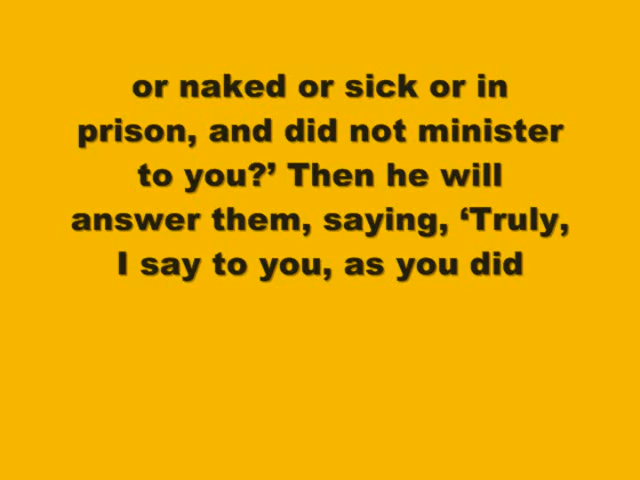 or naked or sick or in
prison, and did not minister
to you?’ Then he will
answer them, saying, ‘Truly,
I say to you, as you did